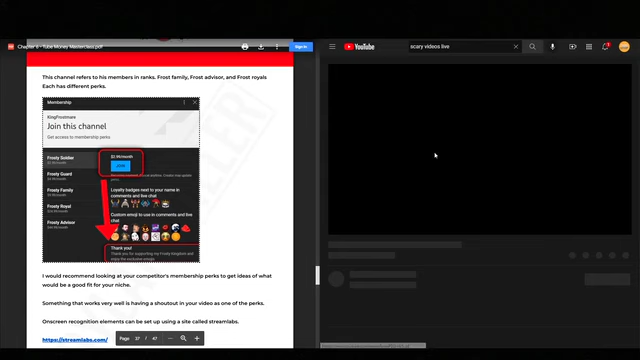 Chapter 6 - Tube Money Masterclass.pdf
Sign in
This channel refers to his members in ranks. Frost family, Frost advisor, and Frost royals
Each has different perks.
Membership
KingFrostmare
Join this channel
Get access to membership perks
Frosty Soldier
Frosty Guard
Frosty Family
Frosty Royal
Frosty Advisor
JOIN
Loyalty badges next to your name in
comments and live chat
Custom emoji to use in comments and live
chat
Thank you!
I would recommend looking at your competitor's membership perks to get ideas of what
would be a good fit for your niche.
Something that works very well is having a shoutout in your video as one of the perks.
Onscreen recognition elements can be set up using a site called streamlabs.
https://streamlabs.com/
Page 37 / 47
YouTube
scary videos live